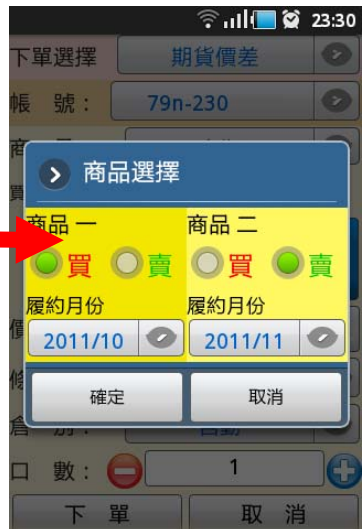 23:30
下單選擇 期貨價差
帳 號： 79n-230
商品選擇
商品 一 商品 二
買 賣 買 賣
履約月份 履約月份
2011/10 2011/11
確定 取消
口 數： 1
下 單 取 消